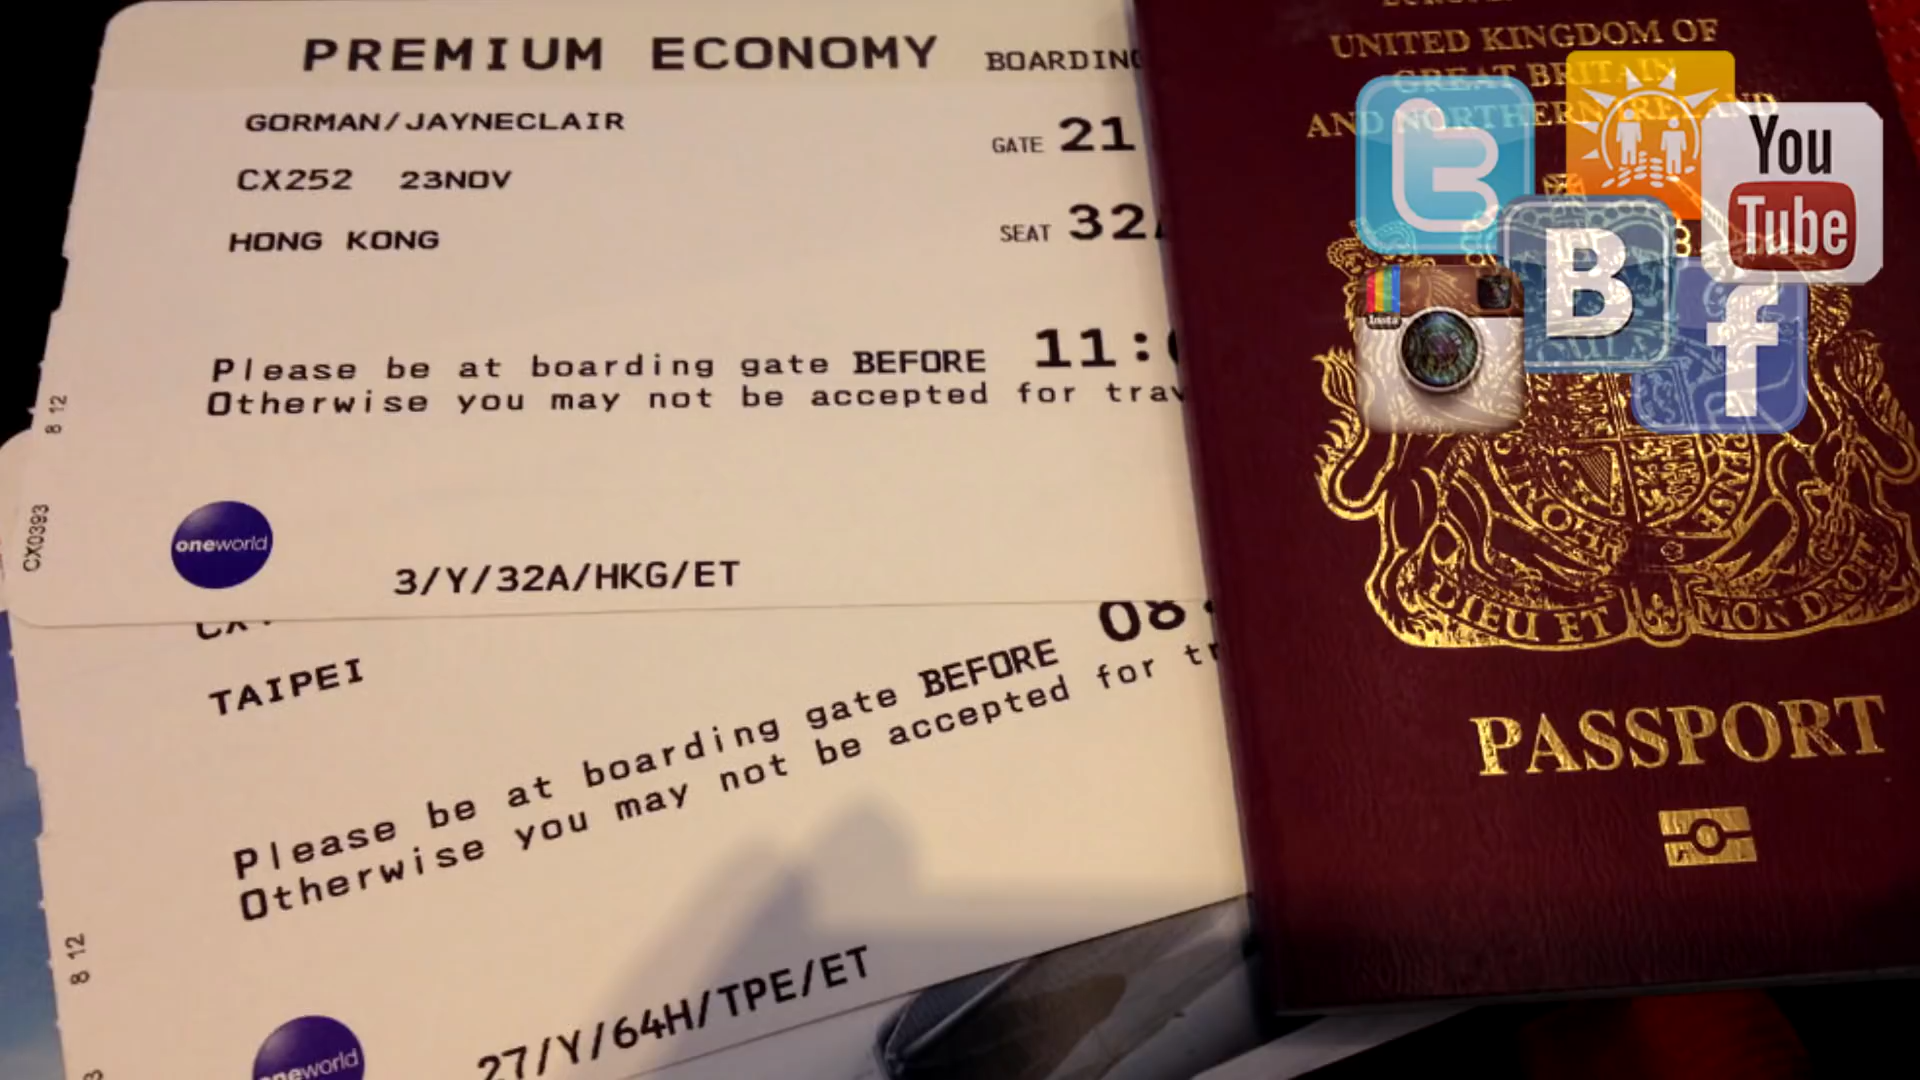 PREMIUM ECONOMY BOARDING
GORMAN/JAYNECLAIR
GATE 21
CX252 23NOV
SEAT 32
HONG KONG
Please be at boarding gate BEFORE 11:
Otherwise you may not be accepted for trav
8 12
CX0393
oneworld
3/Y/32A/HKG/ET
TAIPEI
Please be at boarding gate BEFORE 08
Otherwise you may not be accepted for tr
8 12
oneworld
27/Y/64H/TPE/ET
UNITED KINGDOM OF
GREAT BRITAIN
AND NORTHERN IRELAND
You
Tube
Insta
B
f
DIEU ET MON DROIT
PASSPORT